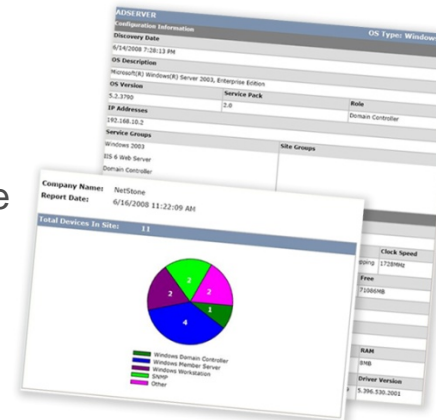 ADSERVER
OS Type: Windows
Configuration Information
Discovery Date
6/14/2008 7:28:13 PM
OS Description
Microsoft(R) Windows(R) Server 2003, Enterprise Edition
OS Version Service Pack Role
5.2.3790 2.0 Domain Controller
IP Addresses
192.168.10.2
Service Groups Site Groups
Windows 2003
IIS 6 Web Server
Domain Controller
e
Company Name: NetStone
Report Date: 6/16/2008 11:22:09 AM
Total Devices In Site: 11
2
2
2
1
4
Windows Domain Controller
Windows Member Server
Windows Workstation
SNMP
Other
Clock Speed
1728MHz
Free
71086MB
RAM
0MB
Driver Version
5.396.530.2001